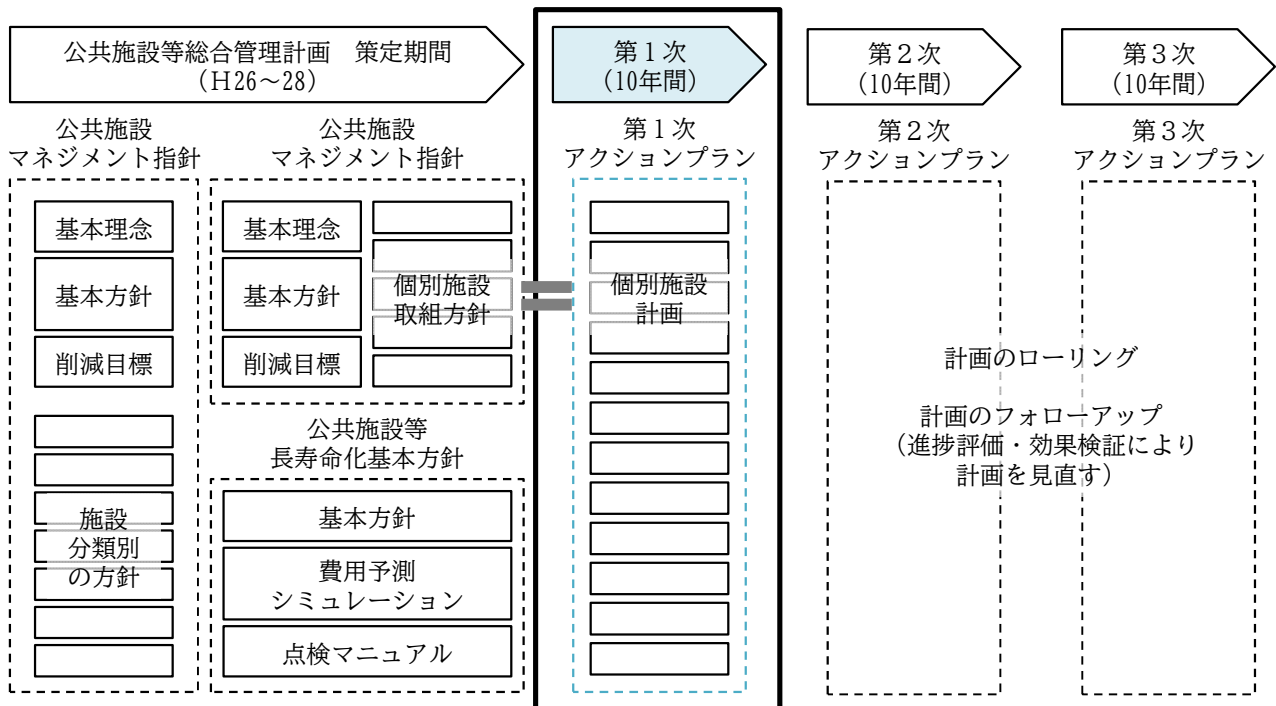 公共施設等総合管理計画　策定期間
（H26～28）
第１次
（10年間）
第２次
（10年間）
第３次
（10年間）
公共施設
マネジメント指針
基本理念
基本方針
削減目標
施設
分類別
の方針
公共施設
マネジメント指針
基本理念
基本方針
削減目標
個別施設
取組方針
公共施設等
長寿命化基本方針
基本方針
費用予測
シミュレーション
点検マニュアル
第１次
アクションプラン
個別施設
計画
第２次
アクションプラン
第３次
アクションプラン
計画のローリング
計画のフォローアップ
（進捗評価・効果検証により
計画を見直す）